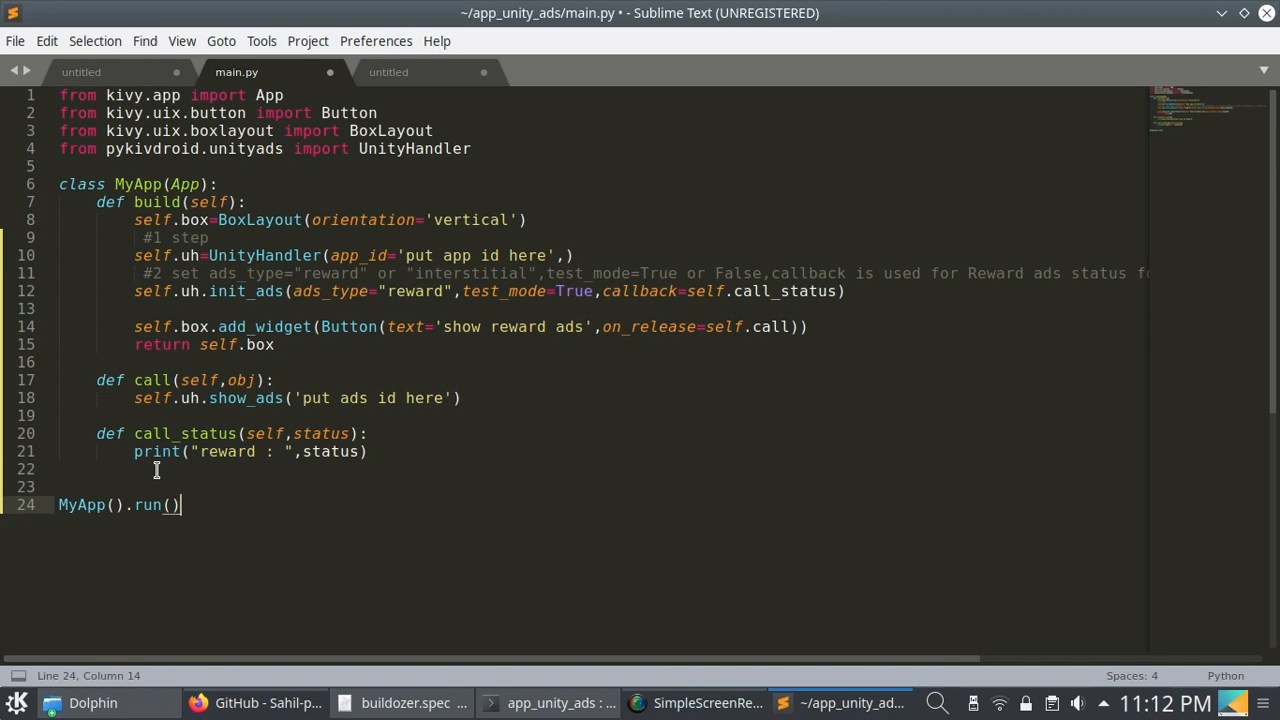 ~/app_unity_ads/main.py • - Sublime Text (UNREGISTERED)
File Edit Selection Find View Goto Tools Project Preferences Help
untitled main.py untitled
1 from kivy.app import App
2 from kivy.uix.button import Button
3 from kivy.uix.boxlayout import BoxLayout
4 from pykivdroid.unityads import UnityHandler
5
6 class MyApp(App):
7 def build(self):
8 self.box=BoxLayout(orientation='vertical')
9 #1 step
10 self.uh=UnityHandler(app_id='put app id here',)
11 #2 set ads_type="reward" or "interstitial",test_mode=True or False,callback is used for Reward ads status fo
12 self.uh.init_ads(ads_type="reward",test_mode=True,callback=self.call_status)
13
14 self.box.add_widget(Button(text='show reward ads',on_release=self.call))
15 return self.box
16
17 def call(self,obj):
18 self.uh.show_ads('put ads id here')
19
20 def call_status(self,status):
21 print("reward : ",status)
22
23
24 MyApp().run()
Line 24, Column 14 Spaces: 4 Python
Dolphin GitHub - Sahil-p... buildozer.spec ... app_unity_ads : ... SimpleScreenRe... ~/app_unity_ad... 11:12 PM